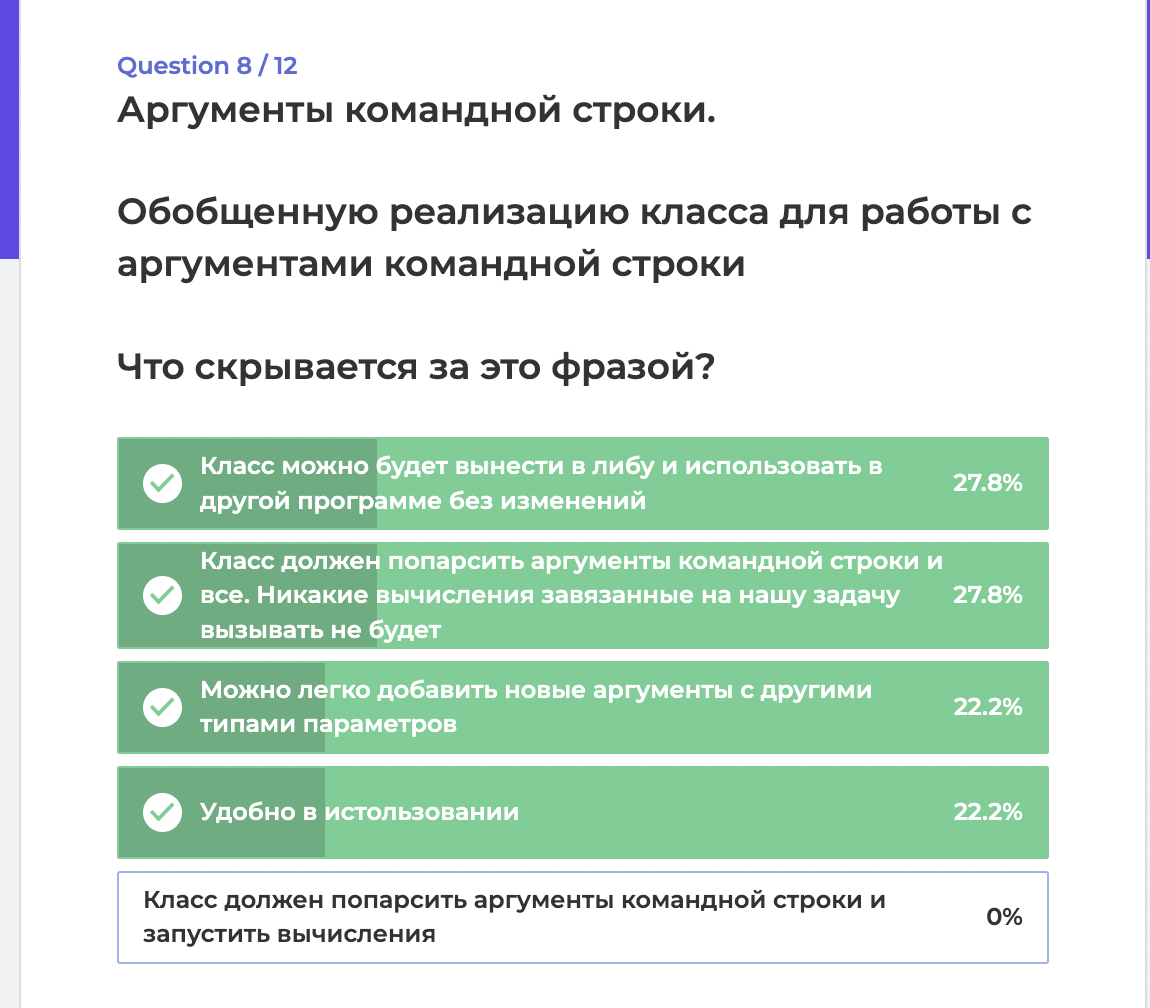 Question 8 / 12
Аргументы командной строки.
Обобщенную реализацию класса для работы с
аргументами командной строки
Что скрывается за это фразой?
Класс можно будет вынести в либу и использовать в
другой программе без изменений
27.8%
Класс должен попарсить аргументы командной строки и
все. Никакие вычисления завязанные на нашу задачу
вызывать не будет
27.8%
Можно легко добавить новые аргументы с другими
типами параметров
22.2%
Удобно в истользовании
22.2%
Класс должен попарсить аргументы командной строки и
запустить вычисления
0%